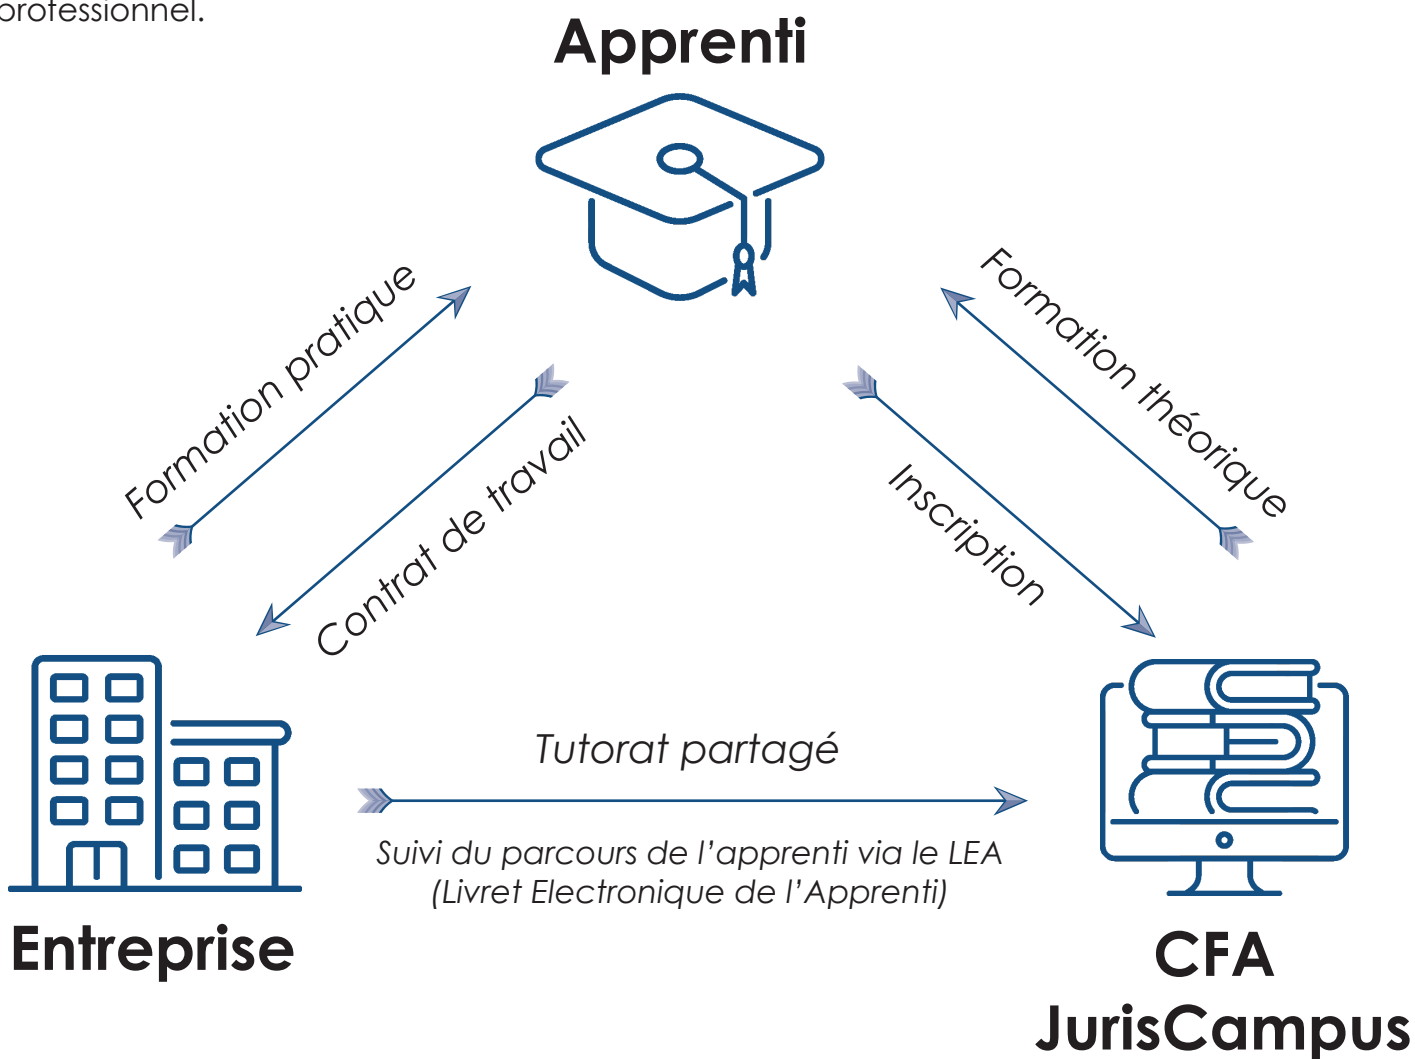 professionnel.
Apprenti
Formation pratique
Contrat de travail
Formation théorique
Inscription
Tutorat partagé
Suivi du parcours de l’apprenti via le LEA
(Livret Electronique de l’Apprenti)
Entreprise
CFA
JurisCampus